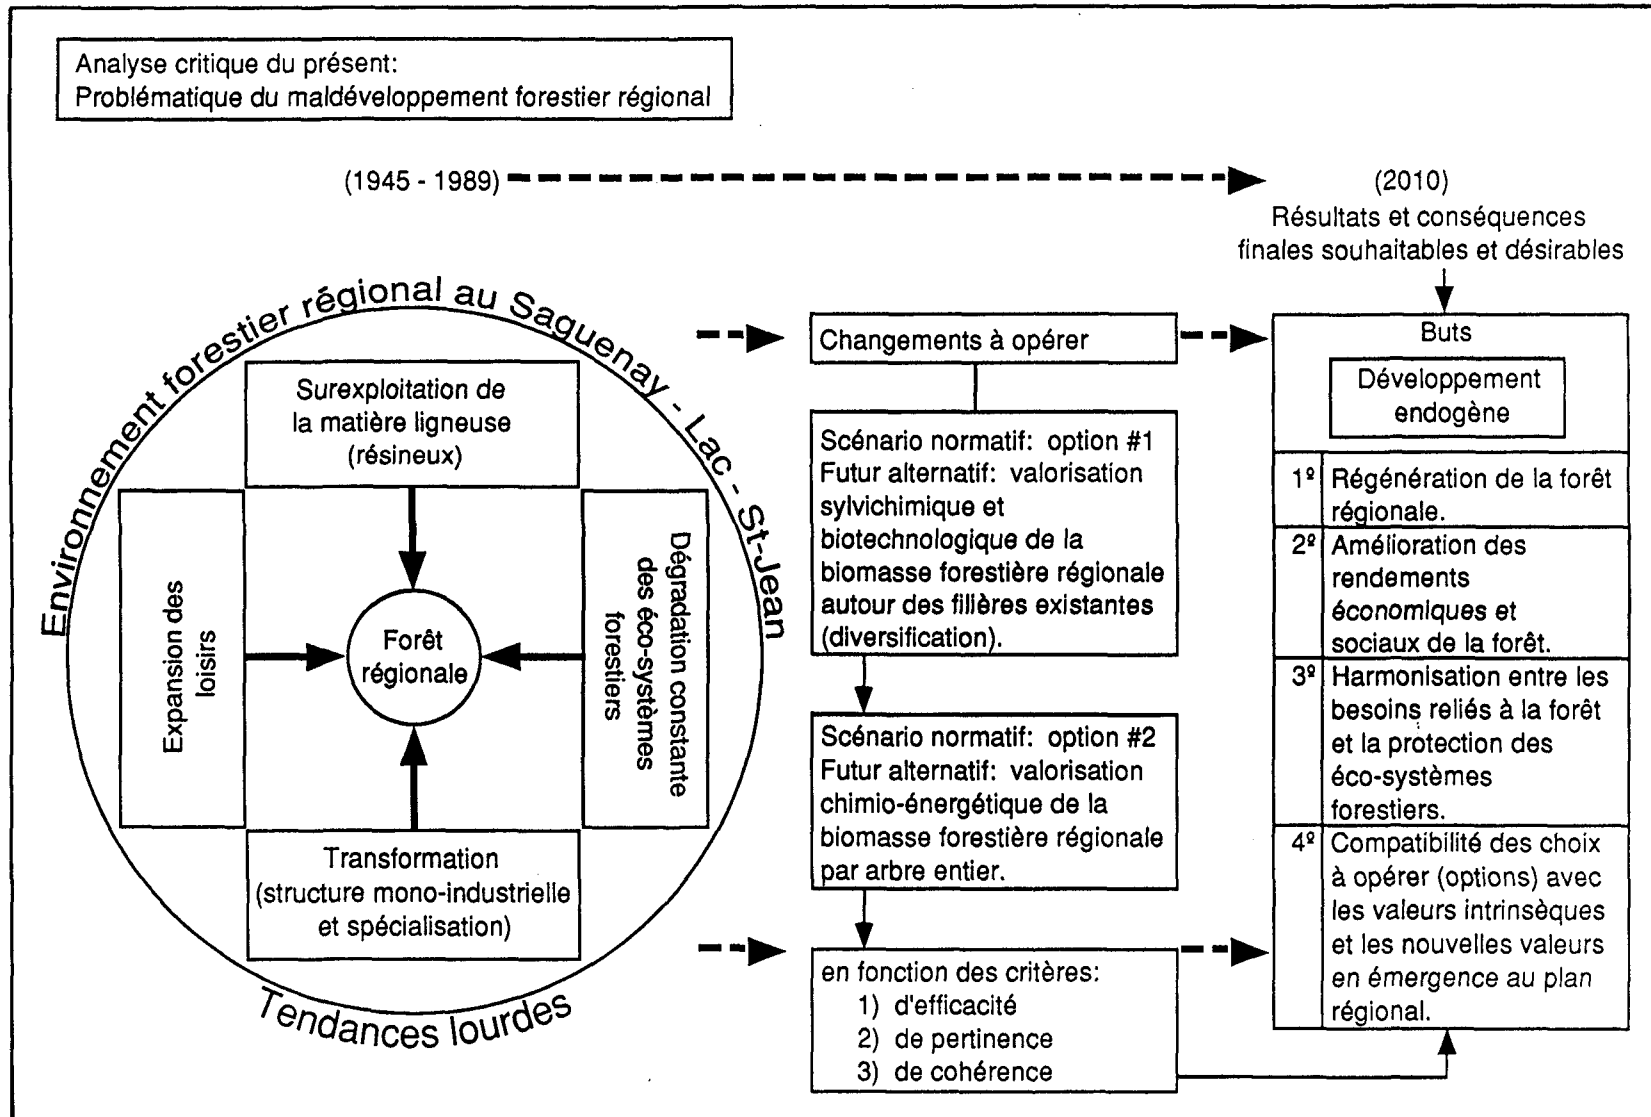 Analyse critique du présent:
Problématique du maldéveloppement forestier régional
(1945 - 1989)
(2010)
Résultats et conséquences
finales souhaitables et désirables
Environnement forestier régional au Saguenay - Lac - St-Jean
Surexploitation de
la matière ligneuse
(résineux)
Expansion des
loisirs
Forêt
régionale
Dégradation constante
des éco-systèmes
forestiers
Transformation
(structure mono-industrielle
et spécialisation)
Tendances lourdes
Changements à opérer
Scénario normatif: option #1
Futur alternatif: valorisation
sylvichimique et
biotechnologique de la
biomasse forestière régionale
autour des filières existantes
(diversification).
Scénario normatif: option #2
Futur alternatif: valorisation
chimio-énergétique de la
biomasse forestière régionale
par arbre entier.
en fonction des critères:
1) d'efficacité
2) de pertinence
3) de cohérence
Buts
Développement
endogène
1º Régénération de la forêt
régionale.
2º Amélioration des
rendements
économiques et
sociaux de la forêt.
3º Harmonisation entre les
besoins reliés à la forêt
et la protection des
éco-systèmes
forestiers.
4º Compatibilité des choix
à opérer (options) avec
les valeurs intrinsèques
et les nouvelles valeurs
en émergence au plan
régional.